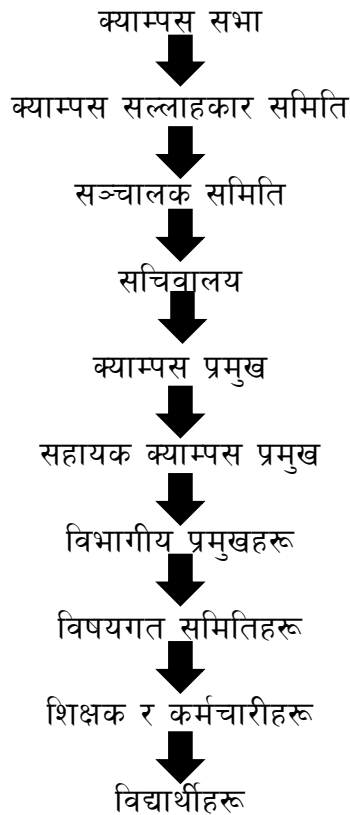 क्याम्पस सभा
क्याम्पस सल्लाहकार समिति
सञ्चालक समिति
सचिवालय
क्याम्पस प्रमुख
सहायक क्याम्पस प्रमुख
विभागीय प्रमुखहरू
विषयगत समितिहरू
शिक्षक र कर्मचारीहरू
विद्यार्थीहरू